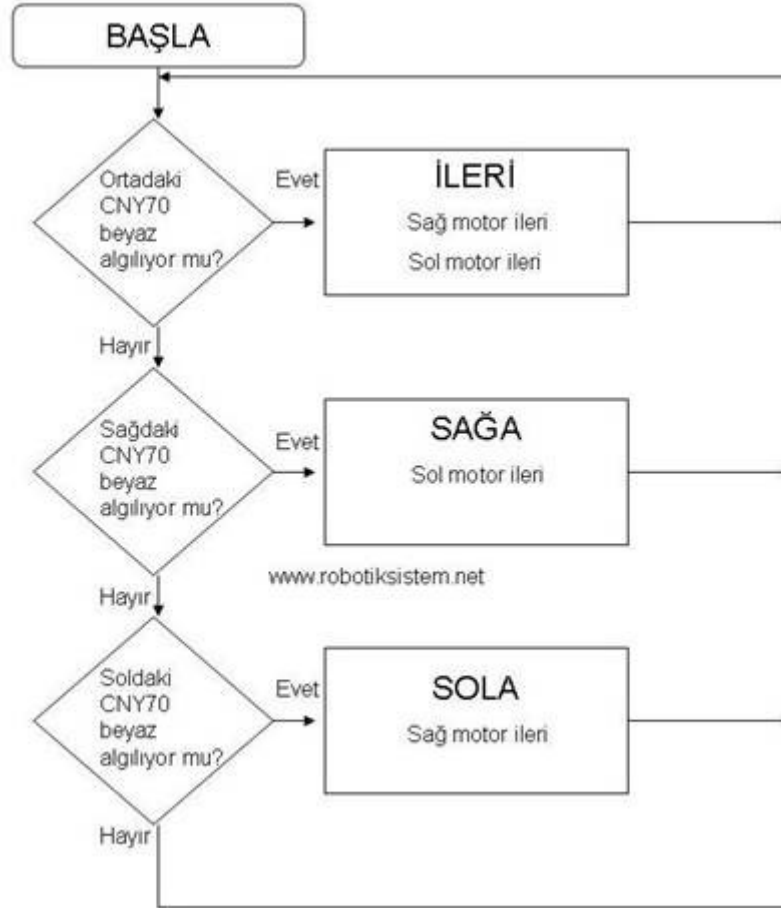 BAŞLA
Ortadaki
CNY70
beyaz
algılıyor mu?
Evet
İLERİ
Sağ motor ileri
Sol motor ileri
Hayır
Sağdaki
CNY70
beyaz
algılıyor mu?
Evet
SAĞA
Sol motor ileri
www.robotiksistem.net
Hayır
Soldaki
CNY70
beyaz
algılıyor mu?
Evet
SOLA
Sağ motor ileri
Hayır